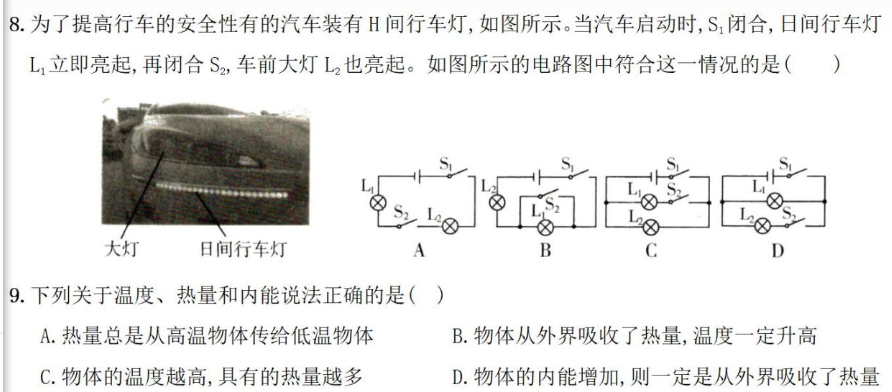 8. 为了提高行车的安全性有的汽车装有 H 间行车灯, 如图所示。当汽车启动时, S₁闭合, 日间行车灯
L₁立即亮起, 再闭合 S₂, 车前大灯 L₂也亮起。如图所示的电路图中符合这一情况的是(　　)
L₁ S₁ S₂ L₂
L₂ S₁ S₂ L₁
S₁ L₁ S₂ L₂
S₁ L₁ L₂ S₂
大灯 日间行车灯 A B C D
9. 下列关于温度、热量和内能说法正确的是(　)
A. 热量总是从高温物体传给低温物体 B. 物体从外界吸收了热量, 温度一定升高
C. 物体的温度越高, 具有的热量越多 D. 物体的内能增加, 则一定是从外界吸收了热量